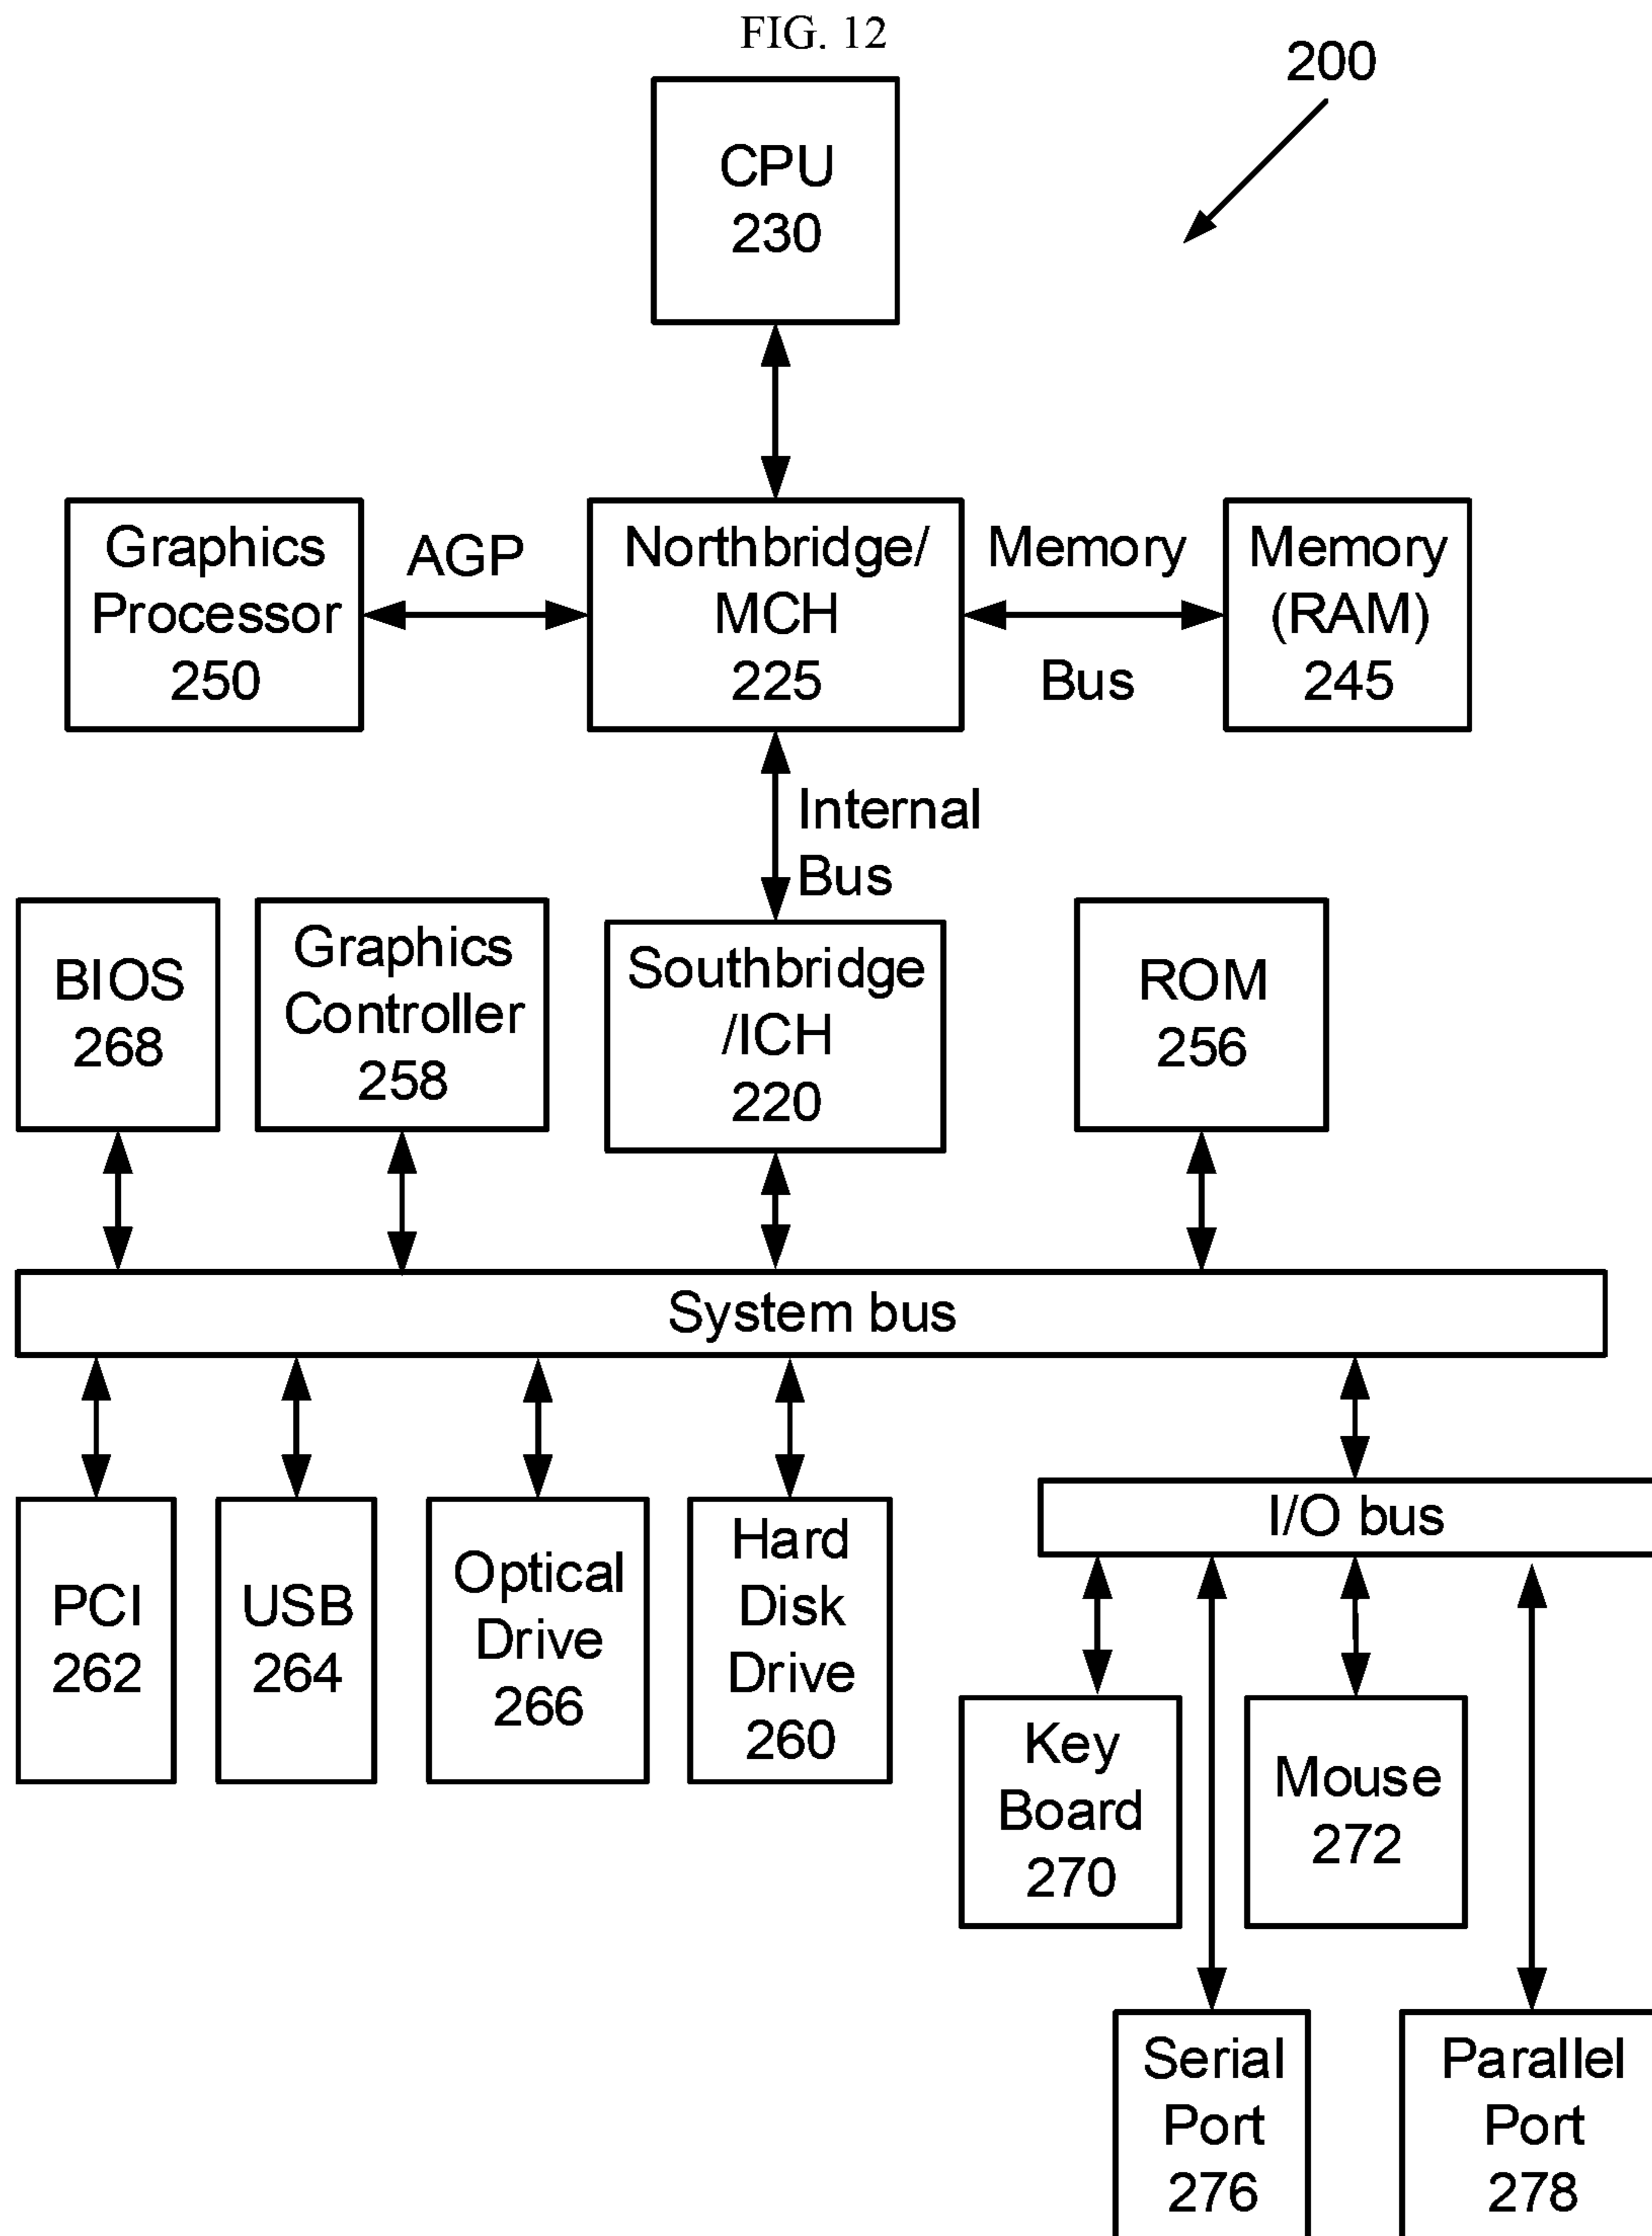 FIG. 12
200
CPU
230
Graphics
Processor
250
AGP
Northbridge/
MCH
225
Memory
Bus
Memory
(RAM)
245
Internal
Bus
BIOS
268
Graphics
Controller
258
Southbridge
/ICH
220
ROM
256
System bus
PCI
262
USB
264
Optical
Drive
266
Hard
Disk
Drive
260
I/O bus
Key
Board
270
Mouse
272
Serial
Port
276
Parallel
Port
278